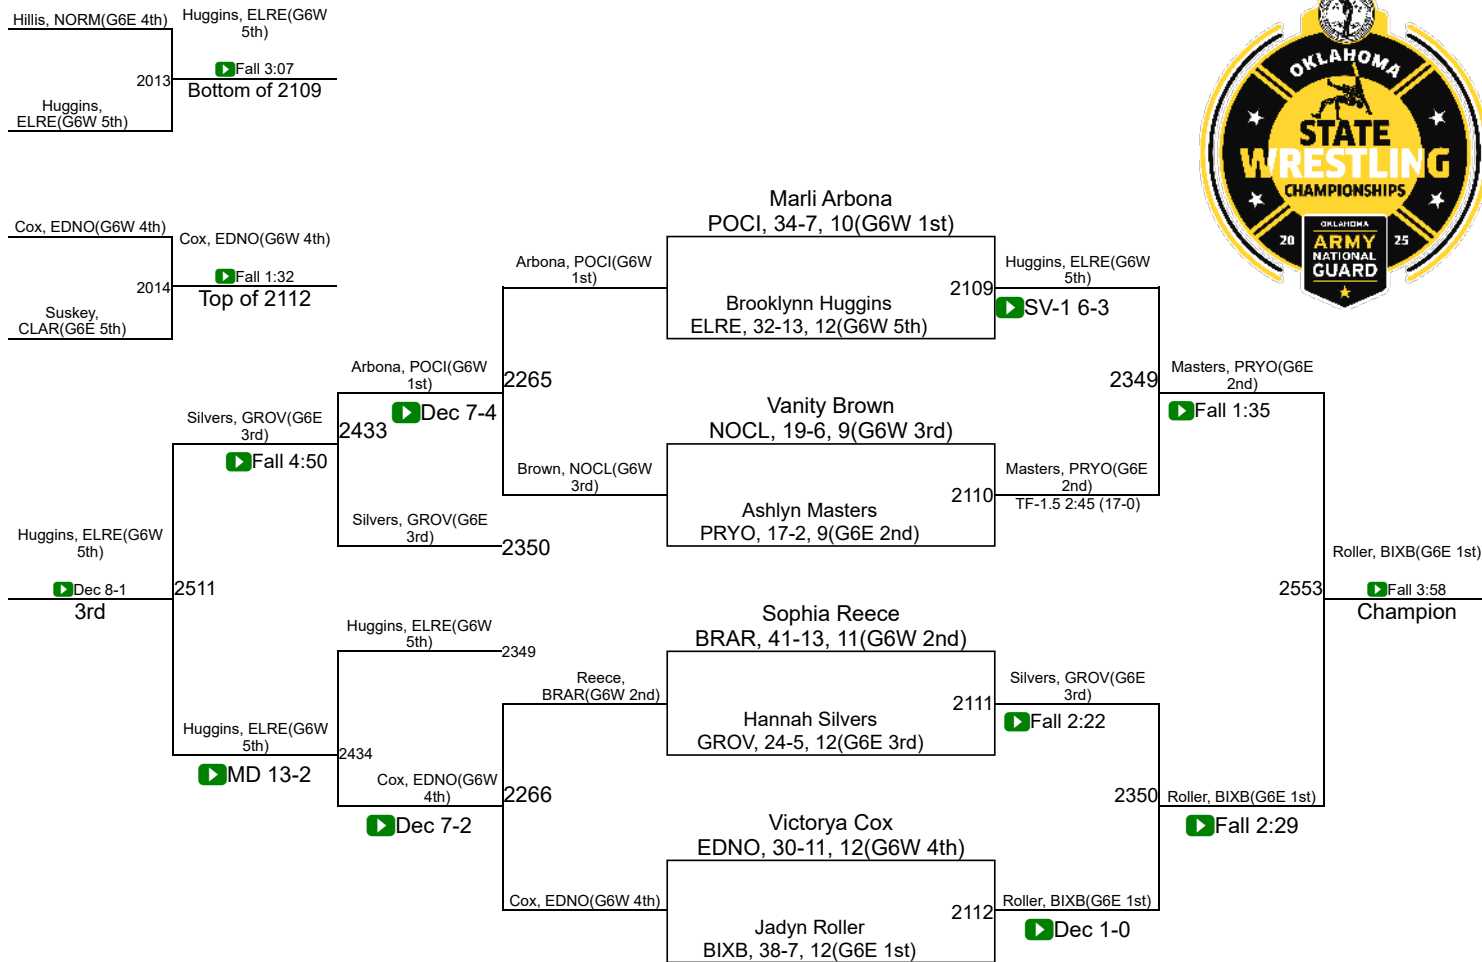 Hillis, NORM(G6E 4th)
Huggins, ELRE(G6W
5th)
2013
Fall 3:07
Bottom of 2109
Huggins,
ELRE(G6W 5th)
Cox, EDNO(G6W 4th)
Cox, EDNO(G6W 4th)
2014
Fall 1:32
Top of 2112
Suskey,
CLAR(G6E 5th)
OKLAHOMA
STATE
WRESTLING
CHAMPIONSHIPS
20
25
OKLAHOMA
ARMY
NATIONAL
GUARD
Marli Arbona
POCI, 34-7, 10(G6W 1st)
Arbona, POCI(G6W
1st)
2109
Brooklynn Huggins
ELRE, 32-13, 12(G6W 5th)
Huggins, ELRE(G6W
5th)
SV-1 6-3
Arbona, POCI(G6W
1st)
2265
Dec 7-4
2349
Masters, PRYO(G6E
2nd)
Fall 1:35
Vanity Brown
NOCL, 19-6, 9(G6W 3rd)
Silvers, GROV(G6E
3rd)
2433
Fall 4:50
Brown, NOCL(G6W
3rd)
2110
Ashlyn Masters
PRYO, 17-2, 9(G6E 2nd)
Masters, PRYO(G6E
2nd)
TF-1.5 2:45 (17-0)
Silvers, GROV(G6E
3rd)
2350
Huggins, ELRE(G6W
5th)
Dec 8-1
3rd
2511
2553
Roller, BIXB(G6E 1st)
Fall 3:58
Champion
Sophia Reece
BRAR, 41-13, 11(G6W 2nd)
Huggins, ELRE(G6W
5th)
2349
Reece,
BRAR(G6W 2nd)
2111
Hannah Silvers
GROV, 24-5, 12(G6E 3rd)
Silvers, GROV(G6E
3rd)
Fall 2:22
Huggins, ELRE(G6W
5th)
2434
MD 13-2
Cox, EDNO(G6W
4th)
2266
Dec 7-2
2350
Roller, BIXB(G6E 1st)
Fall 2:29
Victorya Cox
EDNO, 30-11, 12(G6W 4th)
Cox, EDNO(G6W 4th)
2112
Jadyn Roller
BIXB, 38-7, 12(G6E 1st)
Roller, BIXB(G6E 1st)
Dec 1-0